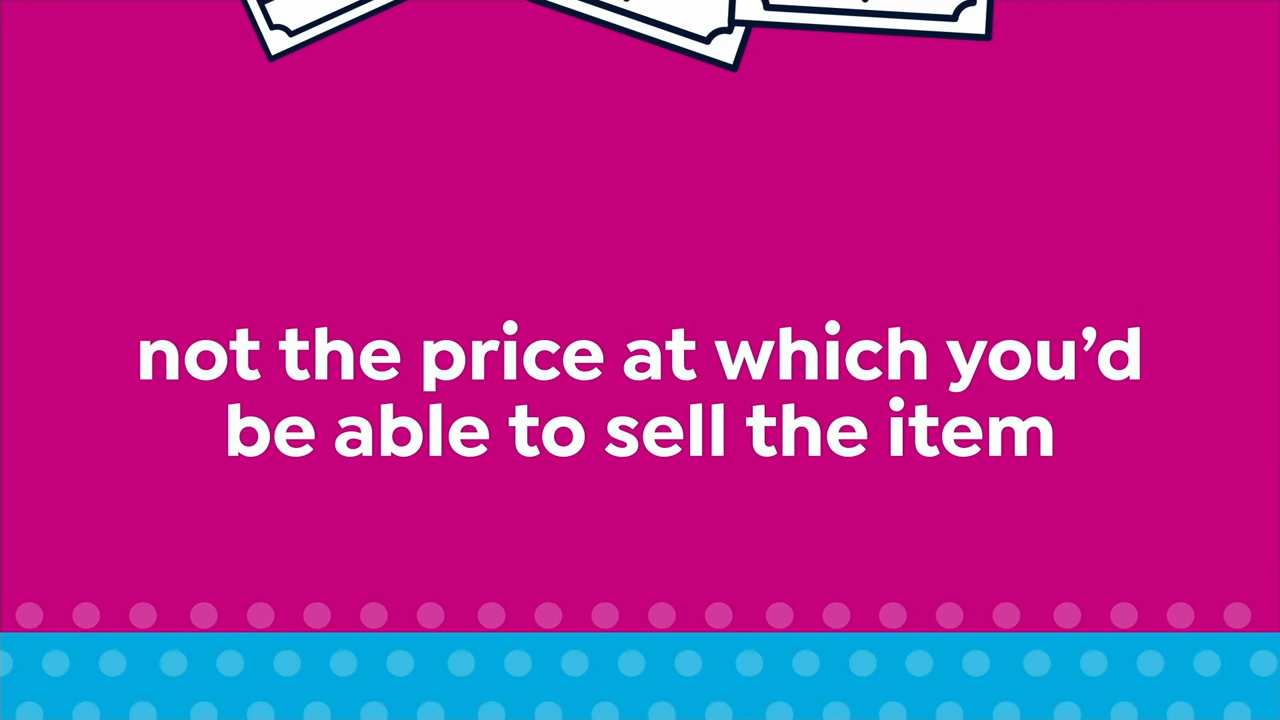 not the price at which you’d
be able to sell the item